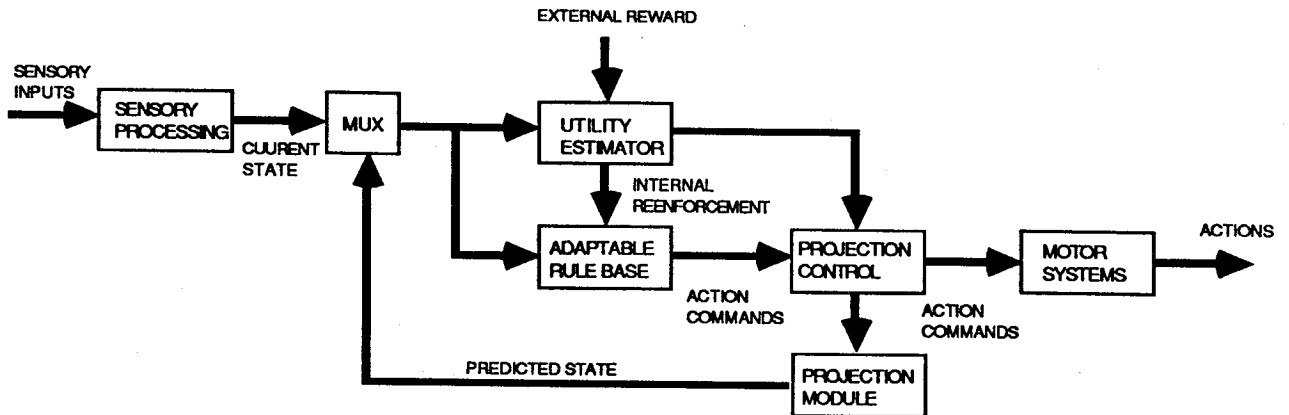 EXTERNAL REWARD
SENSORY
INPUTS
SENSORY
PROCESSING
CUURENT
STATE
MUX
UTILITY
ESTIMATOR
INTERNAL
REENFORCEMENT
ADAPTABLE
RULE BASE
ACTION
COMMANDS
PROJECTION
CONTROL
ACTION
COMMANDS
MOTOR
SYSTEMS
ACTIONS
PREDICTED STATE
PROJECTION
MODULE